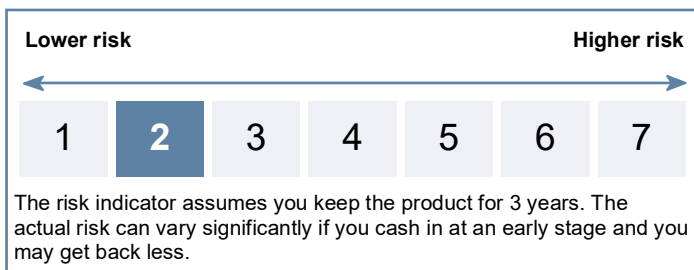 Lower risk Higher risk
1 2 3 4 5 6 7
The risk indicator assumes you keep the product for 3 years. The
actual risk can vary significantly if you cash in at an early stage and you
may get back less.